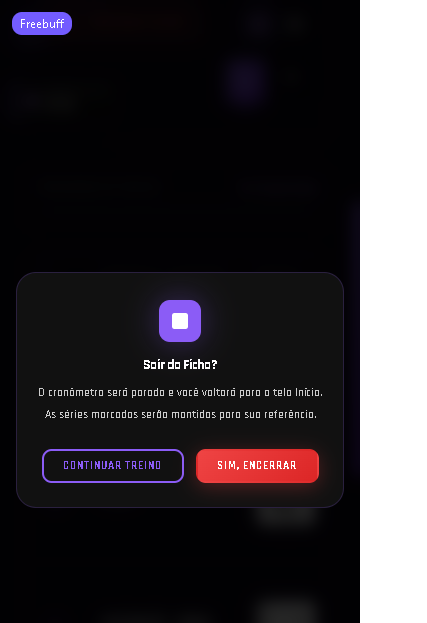 Freebuff
Sair da Ficha?
O cronômetro será parado e você voltará para a tela Início.
As séries marcadas serão mantidas para sua referência.
CONTINUAR TREINO
SIM, ENCERRAR